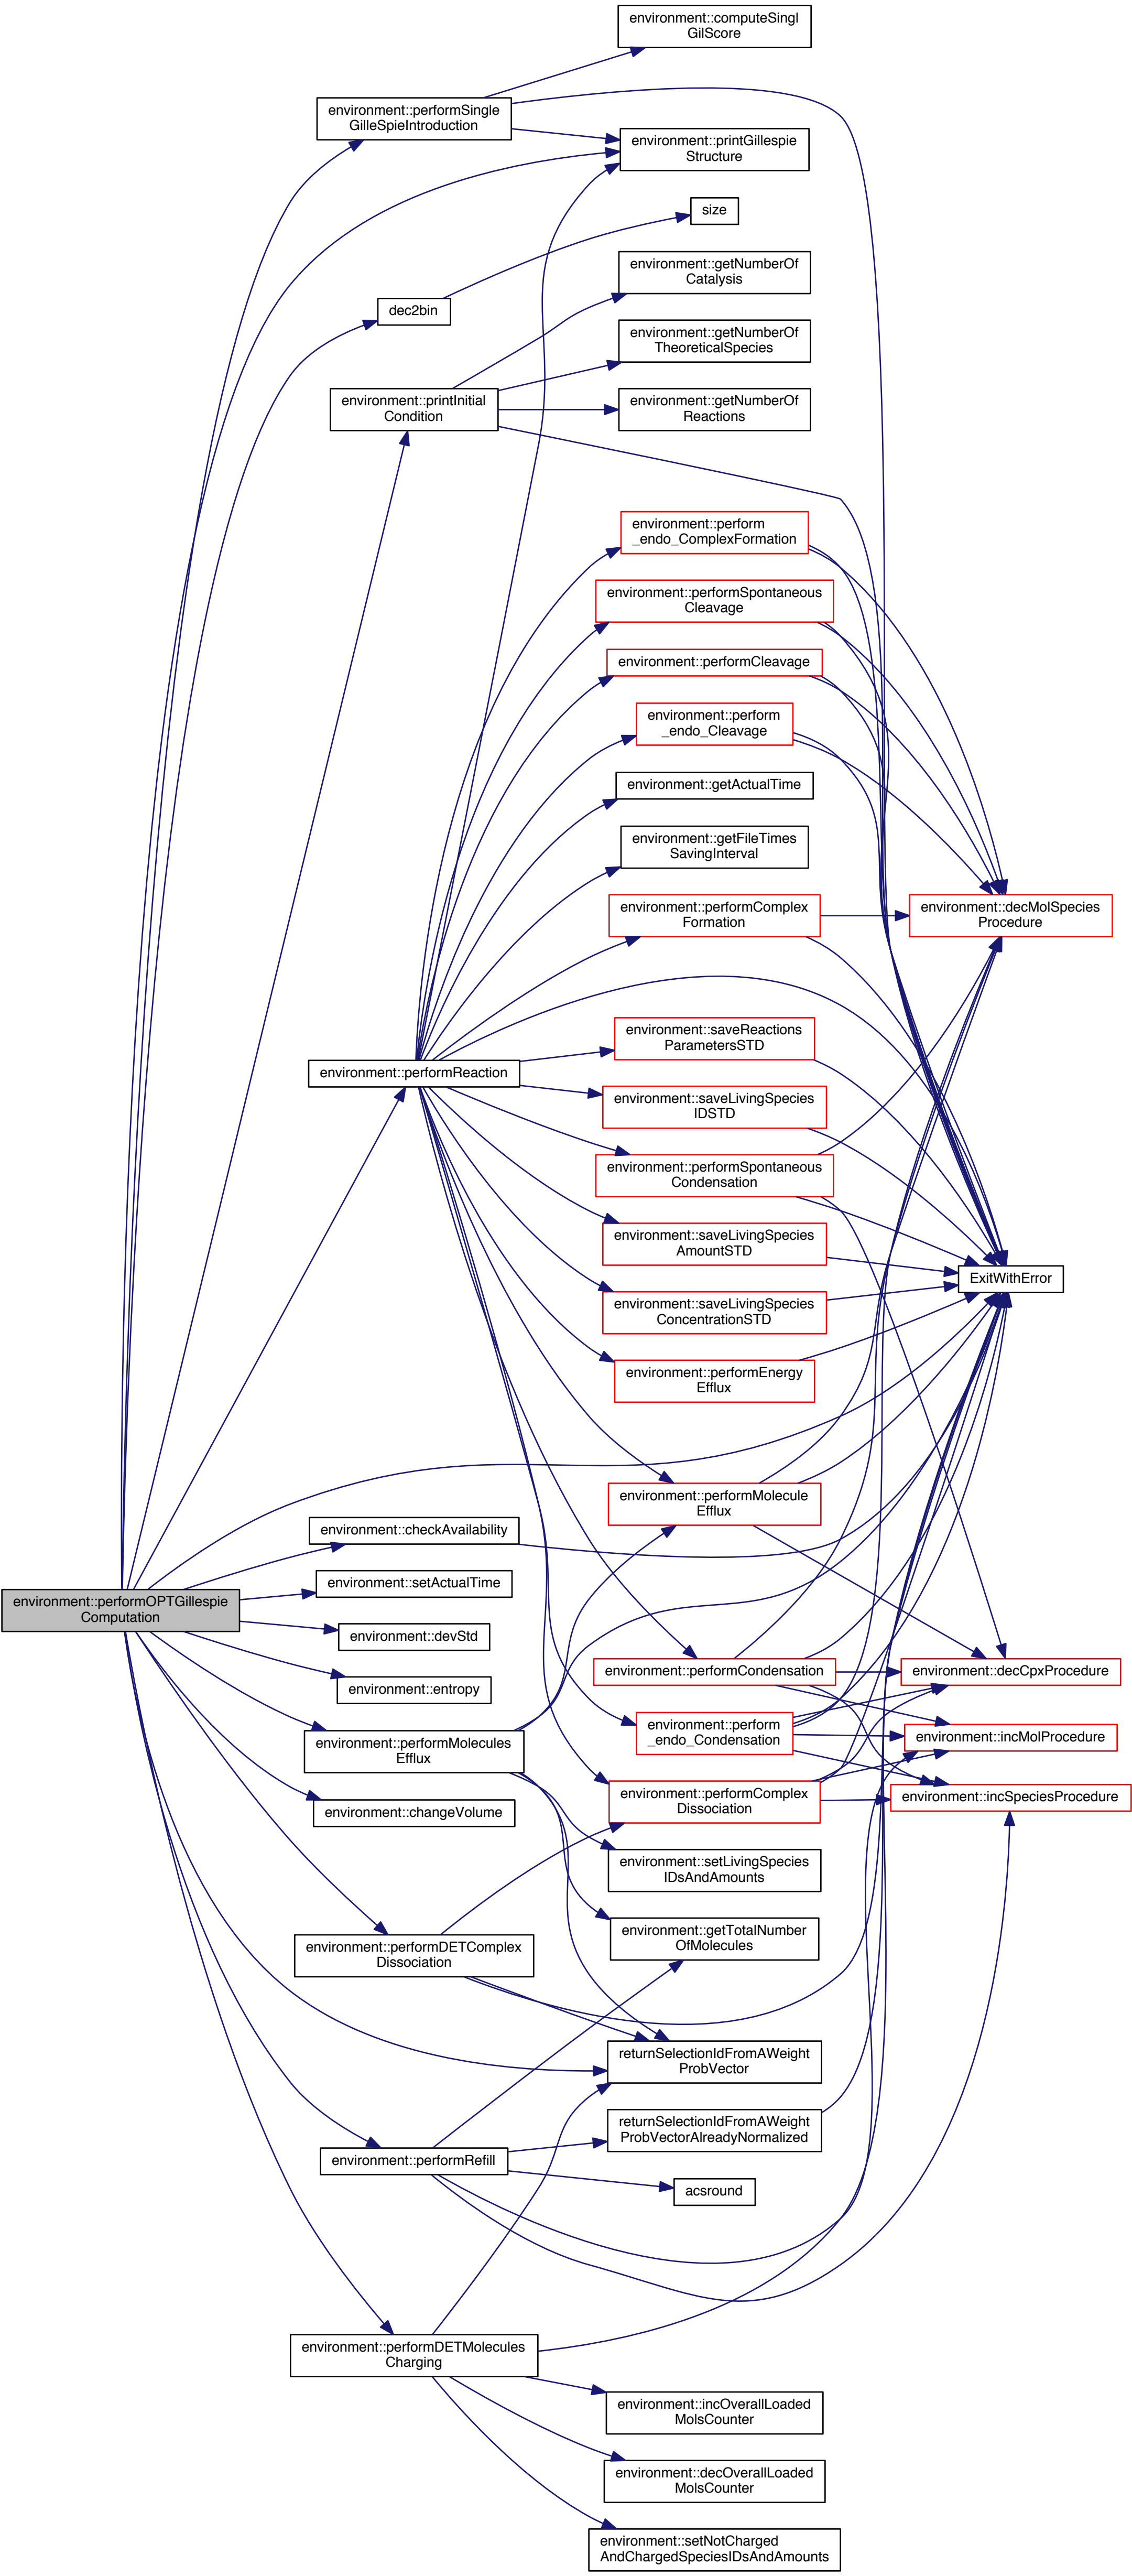 environment::computeSingl
GilScore
environment::performSingle
GilleSpieIntroduction
environment::printGillespie
Structure
size
environment::getNumberOf
Catalysis
dec2bin
environment::getNumberOf
TheoreticalSpecies
environment::printInitial
Condition
environment::getNumberOf
Reactions
environment::perform
_endo_ComplexFormation
environment::performSpontaneous
Cleavage
environment::performCleavage
environment::perform
_endo_Cleavage
environment::getActualTime
environment::getFileTimes
SavingInterval
environment::performComplex
Formation
environment::decMolSpecies
Procedure
environment::saveReactions
ParametersSTD
environment::performReaction
environment::saveLivingSpecies
IDSTD
environment::performSpontaneous
Condensation
environment::saveLivingSpecies
AmountSTD
ExitWithError
environment::saveLivingSpecies
ConcentrationSTD
environment::performEnergy
Efflux
environment::performMolecule
Efflux
environment::checkAvailability
environment::setActualTime
environment::performOPTGillespie
Computation
environment::devStd
environment::performCondensation
environment::decCpxProcedure
environment::entropy
environment::perform
_endo_Condensation
environment::incMolProcedure
environment::performMolecules
Efflux
environment::performComplex
Dissociation
environment::incSpeciesProcedure
environment::changeVolume
environment::setLivingSpecies
IDsAndAmounts
environment::getTotalNumber
OfMolecules
environment::performDETComplex
Dissociation
returnSelectionIdFromAWeight
ProbVector
returnSelectionIdFromAWeight
ProbVectorAlreadyNormalized
environment::performRefill
acsround
environment::performDETMolecules
Charging
environment::incOverallLoaded
MolsCounter
environment::decOverallLoaded
MolsCounter
environment::setNotCharged
AndChargedSpeciesIDsAndAmounts